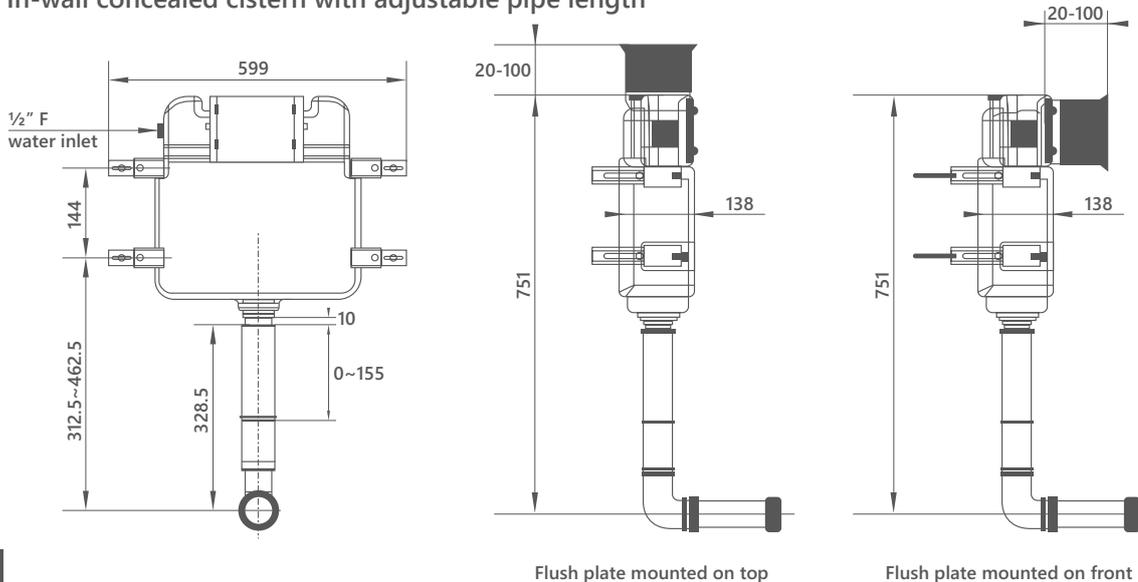 In-wall concealed cistern with adjustable pipe length
20-100
599
20-100
½" F
water inlet
144
138
138
751
751
10
0~155
312.5~462.5
328.5
Flush plate mounted on top
Flush plate mounted on front